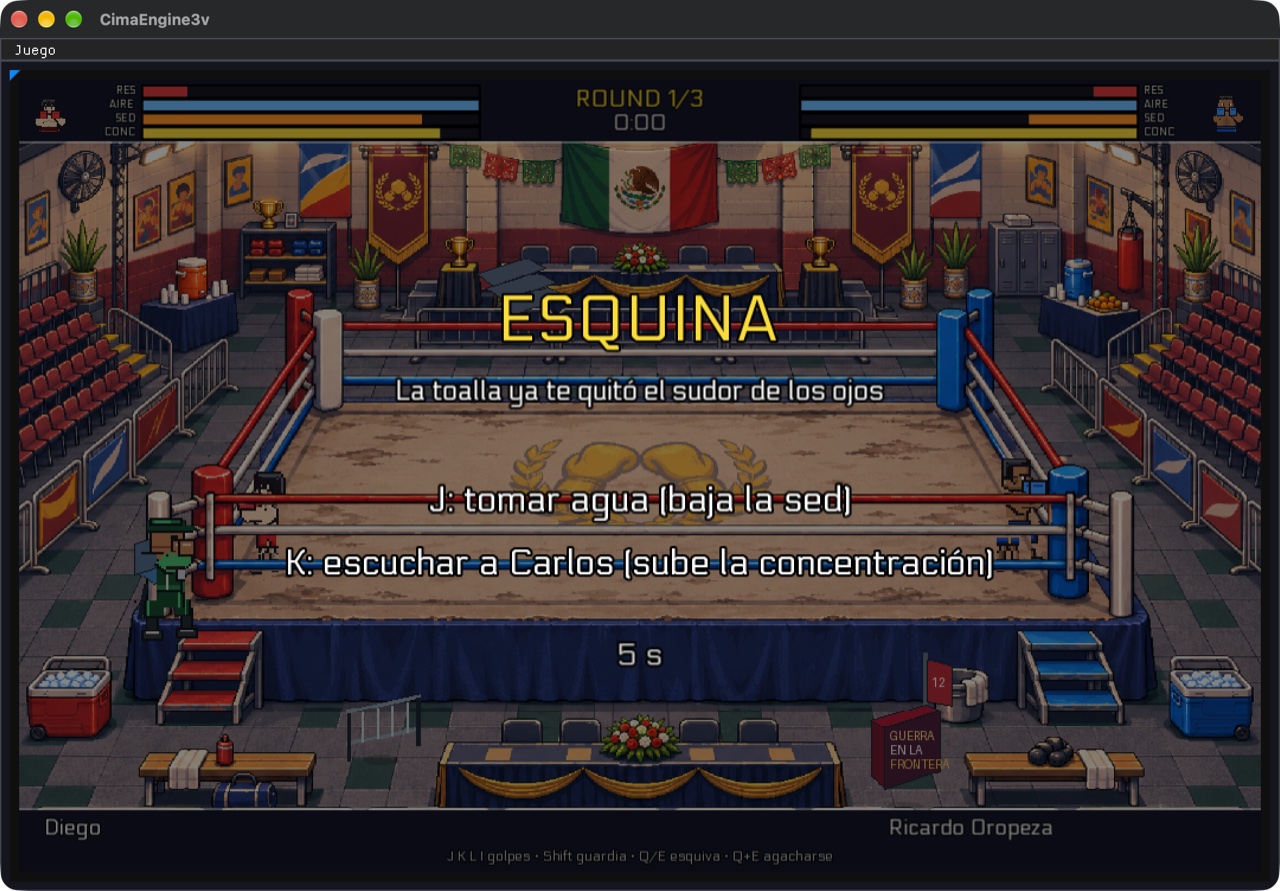 CimaEngine3v
Juego
RES
AIRE
SED
CONC
ROUND 1/3
0:00
RES
AIRE
SED
CONC
ESQUINA
La toalla ya te quitó el sudor de los ojos
J: tomar agua (baja la sed)
K: escuchar a Carlos (sube la concentración)
5 s
12
GUERRA
EN LA
FRONTERA
Diego
Ricardo Oropeza
J K L I golpes · Shift guardia · Q/E esquiva · Q+E agacharse